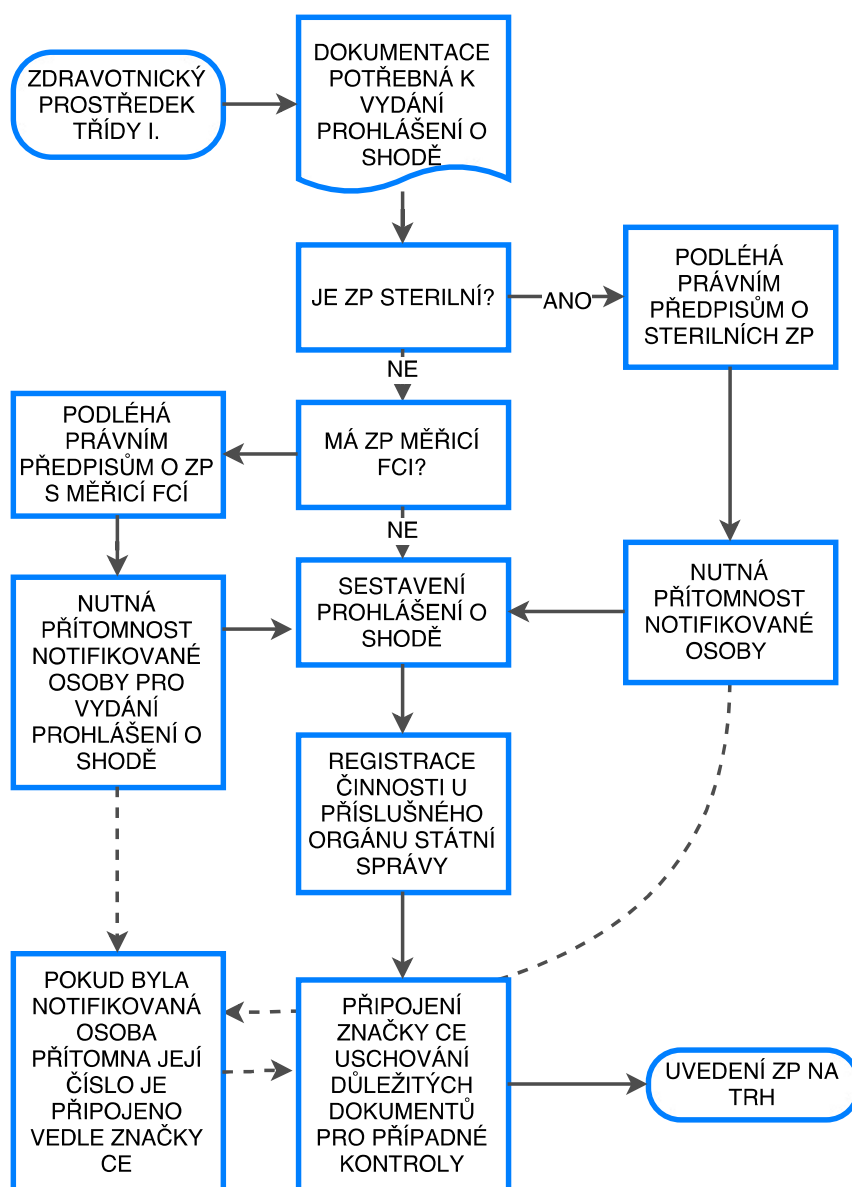 ZDRAVOTNICKÝ
PROSTŘEDEK
TŘÍDY I.
DOKUMENTACE
POTŘEBNÁ K
VYDÁNÍ
PROHLÁŠENÍ O
SHODĚ
JE ZP STERILNÍ?
ANO
PODLÉHÁ
PRÁVNÍM
PŘEDPISŮM O
STERILNÍCH ZP
NE
PODLÉHÁ
PRÁVNÍM
PŘEDPISŮM O ZP
S MĚŘICÍ FCÍ
MÁ ZP MĚŘICÍ
FCI?
NE
NUTNÁ
PŘÍTOMNOST
NOTIFIKOVANÉ
OSOBY PRO
VYDÁNÍ
PROHLÁŠENÍ O
SHODĚ
SESTAVENÍ
PROHLÁŠENÍ O
SHODĚ
NUTNÁ
PŘÍTOMNOST
NOTIFIKOVANÉ
OSOBY
REGISTRACE
ČINNOSTI U
PŘÍSLUŠNÉHO
ORGÁNU STÁTNÍ
SPRÁVY
POKUD BYLA
NOTIFIKOVANÁ
OSOBA
PŘÍTOMNA JEJÍ
ČÍSLO JE
PŘIPOJENO
VEDLE ZNAČKY
CE
PŘIPOJENÍ
ZNAČKY CE
USCHOVÁNÍ
DŮLEŽITÝCH
DOKUMENTŮ
PRO PŘÍPADNÉ
KONTROLY
UVEDENÍ ZP NA
TRH